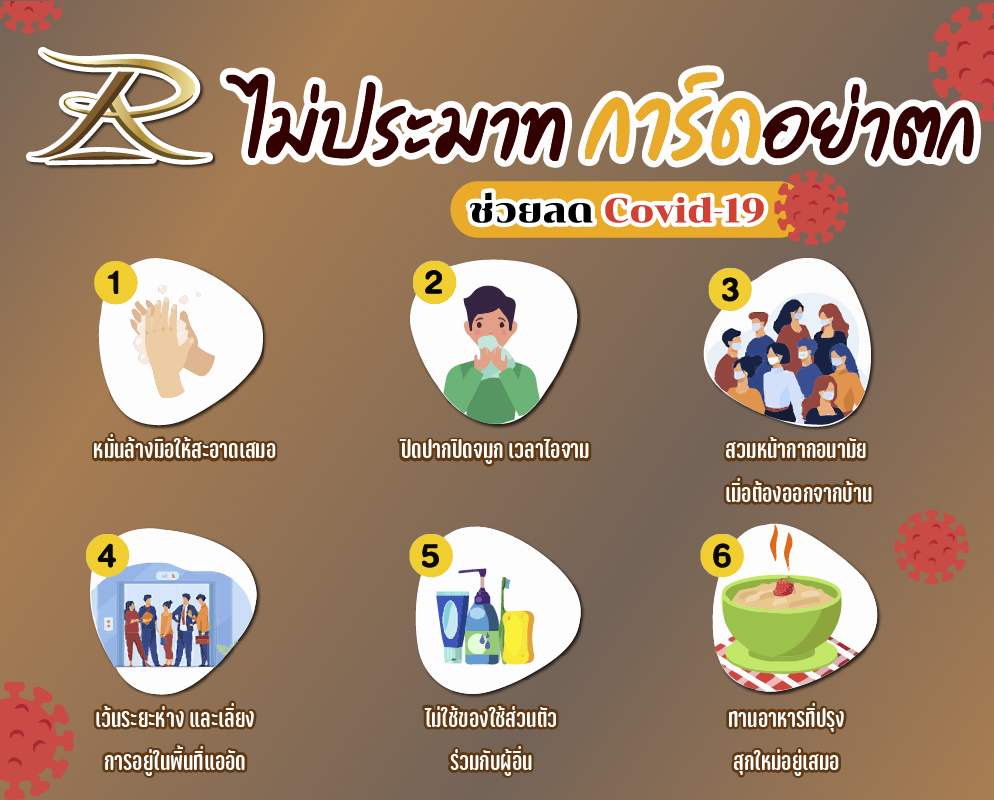 ไม่ประมาท การ์ดอย่าตก
ช่วยลด Covid-19
1
หมั่นล้างมือให้สะอาดเสมอ
2
ปิดปากปิดจมูก เวลาไอจาม
3
สวมหน้ากากอนามัย
เมื่อต้องออกจากบ้าน
4
เว้นระยะห่าง และเลี่ยง
การอยู่ในพื้นที่แออัด
5
ไม่ใช้ของใช้ส่วนตัว
ร่วมกับผู้อื่น
6
ทานอาหารที่ปรุง
สุกใหม่อยู่เสมอ